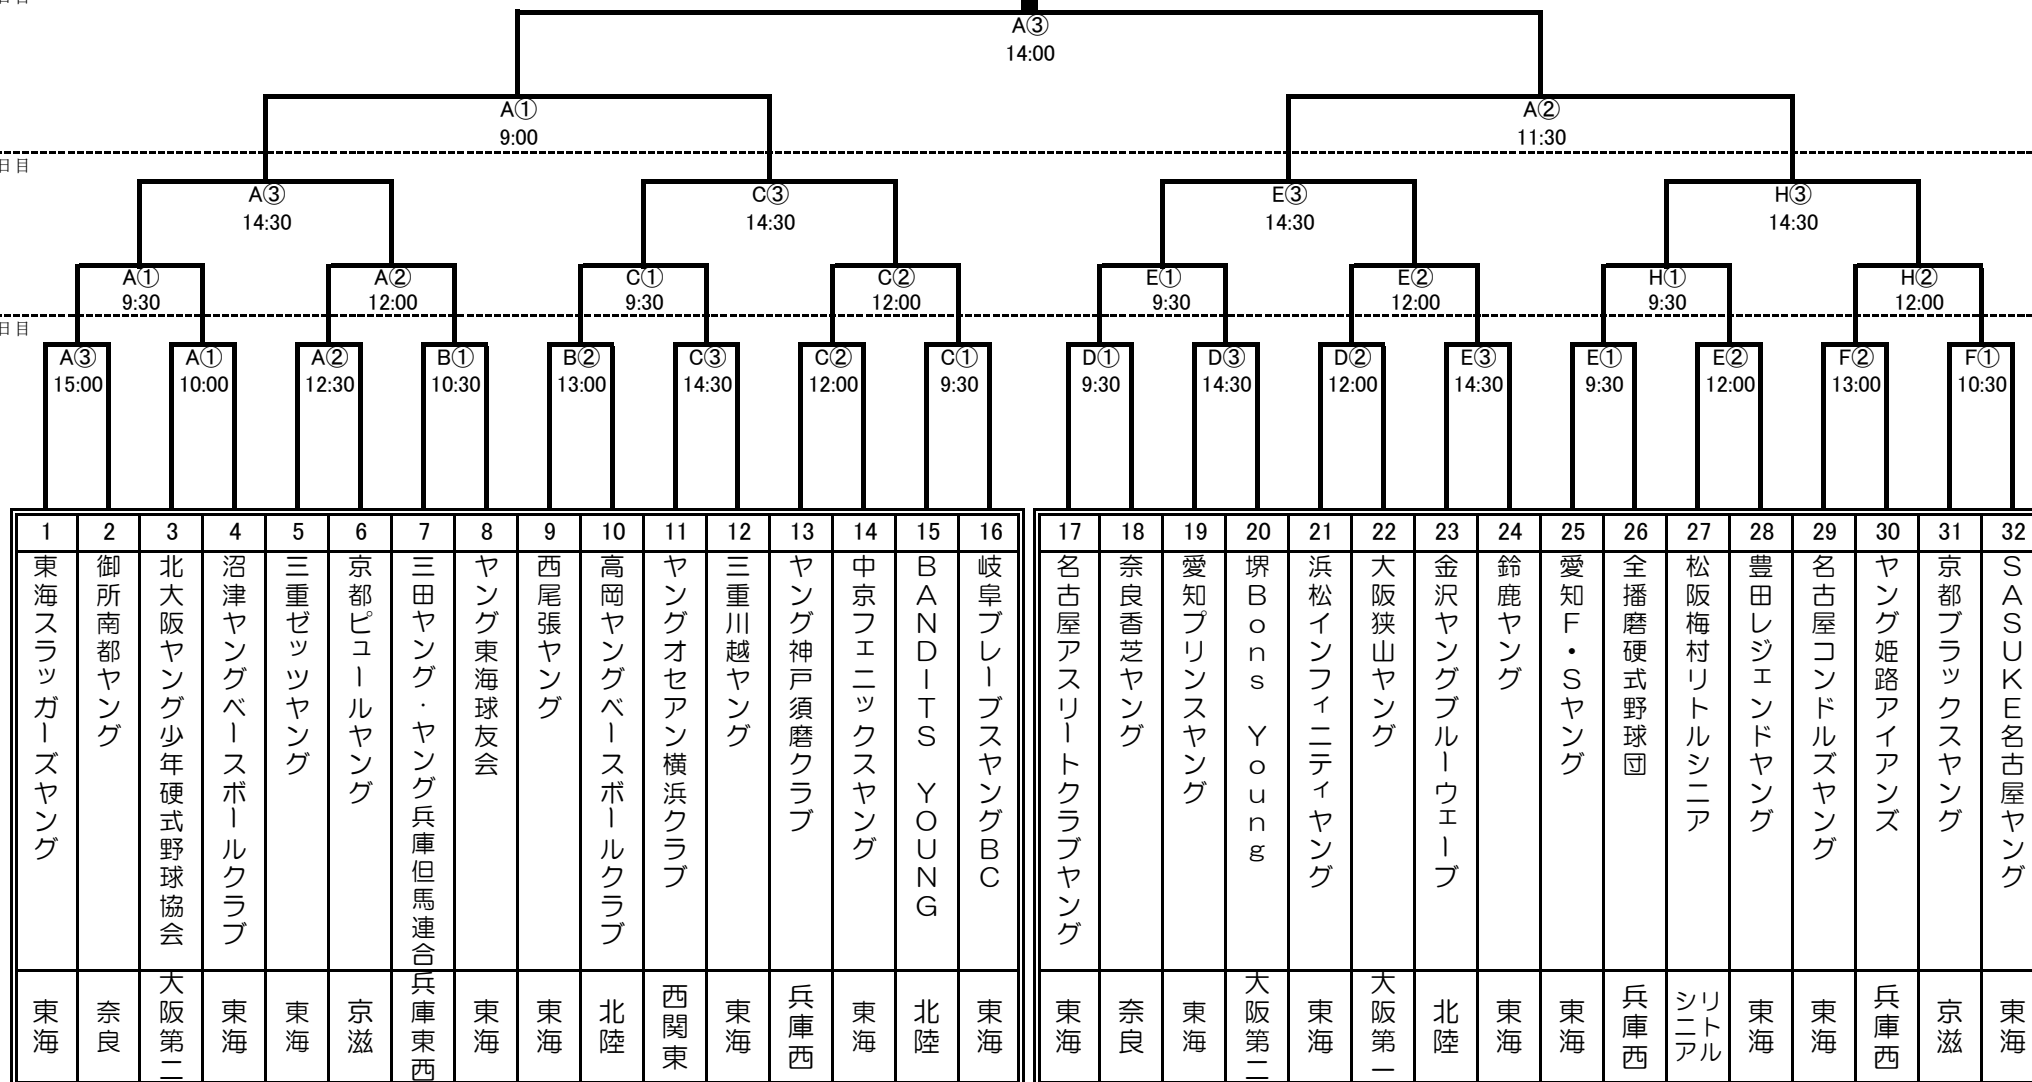 A③
14:00
A① A②
9:00 11:30
日目
A③ C③ E③ H③
14:30 14:30 14:30 14:30
A① A② C① C② E① E② H① H②
9:30 12:00 9:30 12:00 9:30 12:00 9:30 12:00
日目
A③ A① A② B① B② C③ C② C① D① D③ D② E③ E① E② F② F①
15:00 10:00 12:30 10:30 13:00 14:30 12:00 9:30 9:30 14:30 12:00 14:30 9:30 12:00 13:00 10:30
1 2 3 4 5 6 7 8 9 10 11 12 13 14 15 16 17 18 19 20 21 22 23 24 25 26 27 28 29 30 31 32
東海スラッガーズヤング
御所南都ヤング
北大阪ヤング少年硬式野球協会
沼津ヤングベースボールクラブ
三重ゼッツヤング
京都ピュールヤング
三田ヤング・ヤング兵庫但馬連合
ヤング東海球友会
西尾張ヤング
高岡ヤングベースボールクラブ
ヤングオセアン横浜クラブ
三重川越ヤング
ヤング神戸須磨クラブ
中京フェニックスヤング
BANDITS YOUNG
岐阜ブレーブスヤングBC
名古屋アスリートクラブヤング
奈良香芝ヤング
愛知プリンスヤング
堺Bons Young
浜松インフィニティヤング
大阪狭山ヤング
金沢ヤングブルーウェーブ
鈴鹿ヤング
愛知F・Sヤング
全播磨硬式野球団
松阪梅村リトルシニア
豊田レジェンドヤング
名古屋コンドルズヤング
ヤング姫路アイアンズ
京都ブラックスヤング
SASUKE名古屋ヤング
東海
奈良
大阪第二
東海
東海
京滋
兵庫東西
東海
東海
北陸
西関東
東海
兵庫西
東海
北陸
東海
東海
奈良
東海
大阪第二
東海
大阪第一
北陸
東海
東海
兵庫西
リトル
シニア
東海
東海
兵庫西
京滋
東海